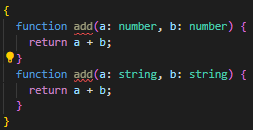 {
  function add(a: number, b: number) {
    return a + b;
  }
  function add(a: string, b: string) {
    return a + b;
  }
}